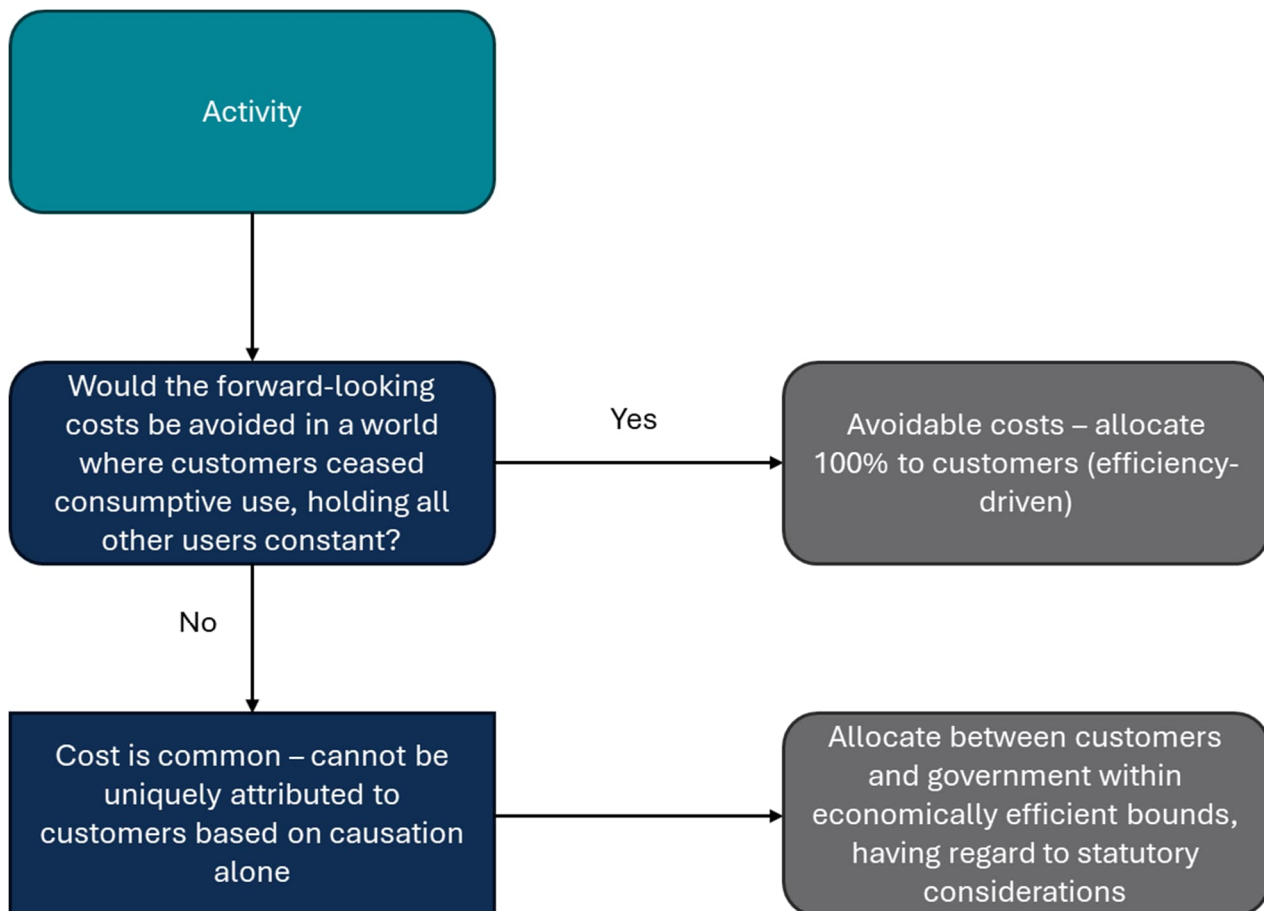 Activity
Would the forward-looking
costs be avoided in a world
where customers ceased
consumptive use, holding all
other users constant?
Yes
Avoidable costs – allocate
100% to customers (efficiency-
driven)
No
Cost is common – cannot be
uniquely attributed to
customers based on causation
alone
Allocate between customers
and government within
economically efficient bounds,
having regard to statutory
considerations